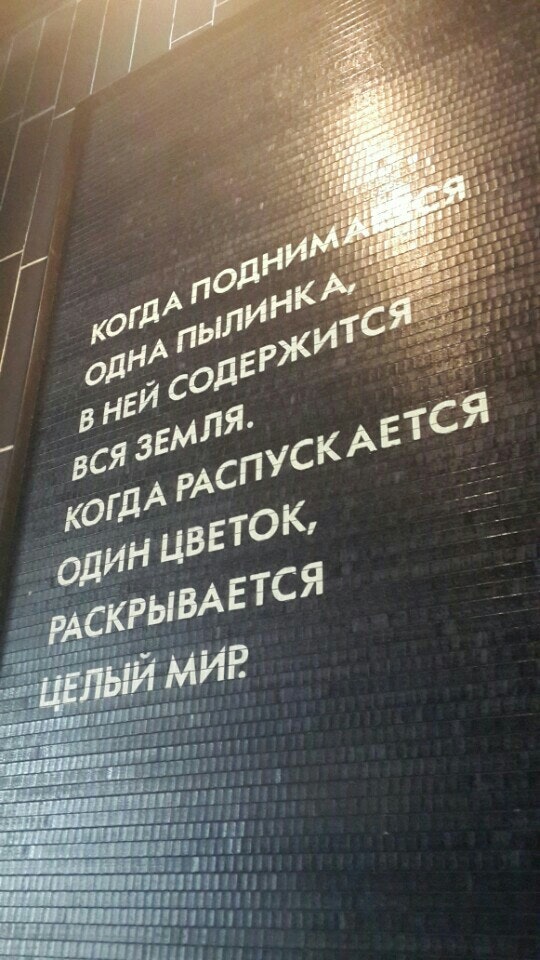 КОГДА ПОДНИМАЕТСЯ
ОДНА ПЫЛИНКА,
В НЕЙ СОДЕРЖИТСЯ
ВСЯ ЗЕМЛЯ.
КОГДА РАСПУСКАЕТСЯ
ОДИН ЦВЕТОК,
РАСКРЫВАЕТСЯ
ЦЕЛЫЙ МИР.